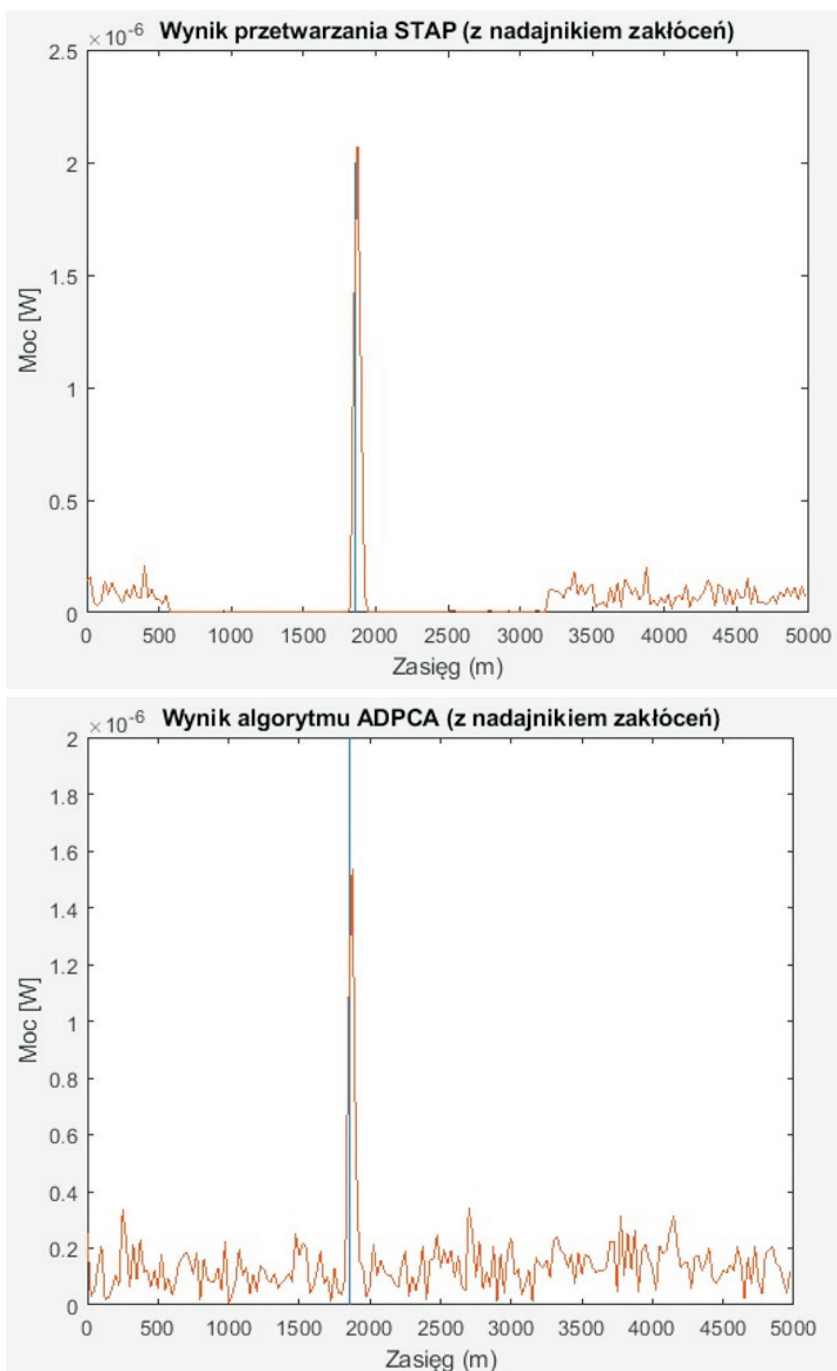 × 10⁻⁶
Wynik przetwarzania STAP (z nadajnikiem zakłóceń)
2.5
2
1.5
1
0.5
0
Moc [W]
0 500 1000 1500 2000 2500 3000 3500 4000 4500 5000
Zasięg (m)
× 10⁻⁶
Wynik algorytmu ADPCA (z nadajnikiem zakłóceń)
2
1.8
1.6
1.4
1.2
1
0.8
0.6
0.4
0.2
0
Moc [W]
0 500 1000 1500 2000 2500 3000 3500 4000 4500 5000
Zasięg (m)